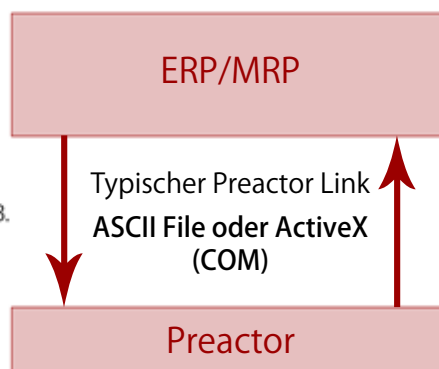 ERP/MRP
Typischer Preactor Link
ASCII File oder ActiveX
(COM)
Preactor